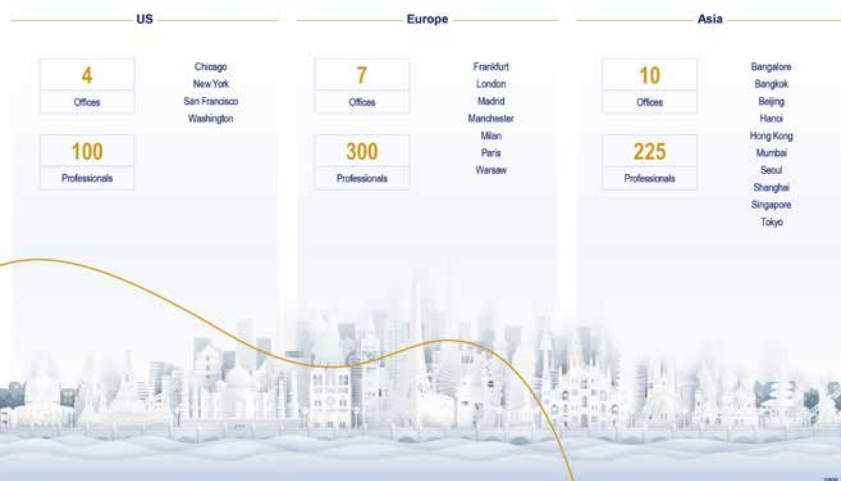 US
4
Offices
100
Professionals
Chicago
New York
San Francisco
Washington
Europe
7
Offices
300
Professionals
Frankfurt
London
Madrid
Manchester
Milan
Paris
Warsaw
Asia
10
Offices
225
Professionals
Bangalore
Bangkok
Beijing
Hanoi
Hong Kong
Mumbai
Seoul
Shanghai
Singapore
Tokyo